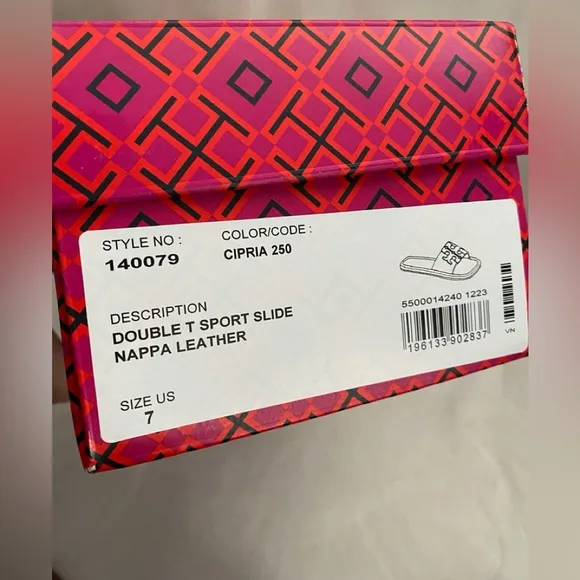 STYLE NO :
140079
COLOR/CODE :
CIPRIA 250
DESCRIPTION
DOUBLE T SPORT SLIDE
NAPPA LEATHER
SIZE US
7
5500014240 1223
196133 902837
VN